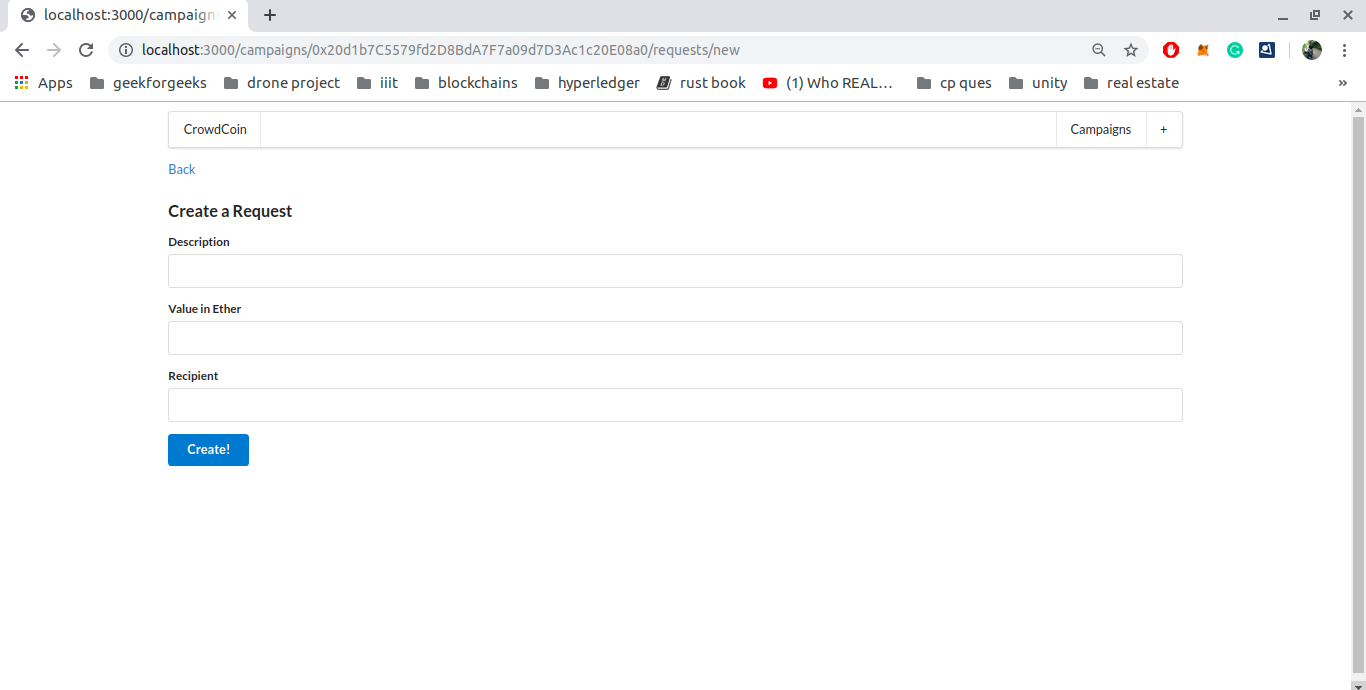 localhost:3000/campaign
localhost:3000/campaigns/0x20d1b7C5579fd2D8BdA7F7a09d7D3Ac1c20E08a0/requests/new
Apps geekforgeeks drone project iiit blockchains hyperledger rust book (1) Who REAL... cp ques unity real estate »
CrowdCoin Campaigns +
Back
Create a Request
Description
Value in Ether
Recipient
Create!